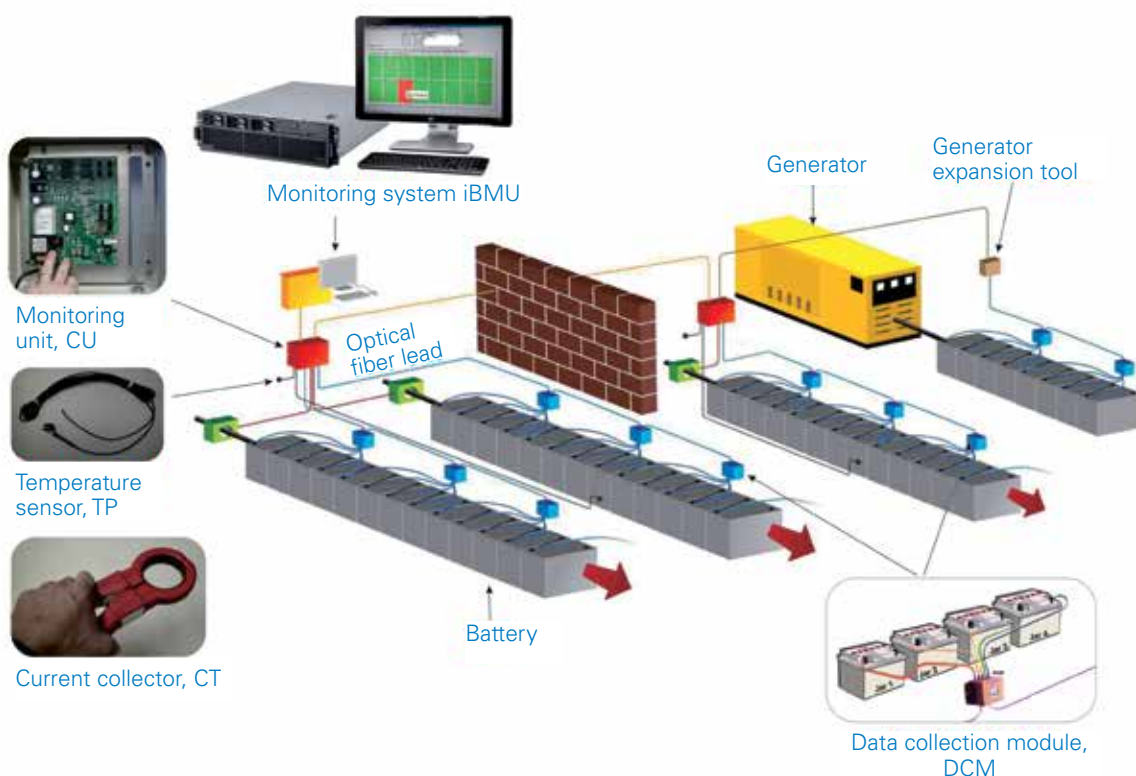 Monitoring system iBMU
Generator
Generator
expansion tool
Monitoring
unit, CU
Optical
fiber lead
Temperature
sensor, TP
Battery
Current collector, CT
Data collection module,
DCM